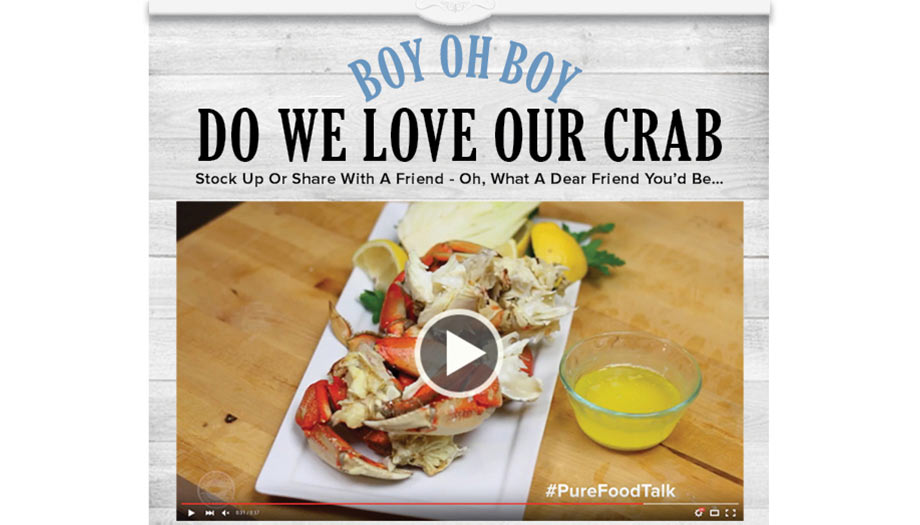 BOY OH BOY
DO WE LOVE OUR CRAB
Stock Up Or Share With A Friend - Oh, What A Dear Friend You'd Be...
#PureFoodTalk